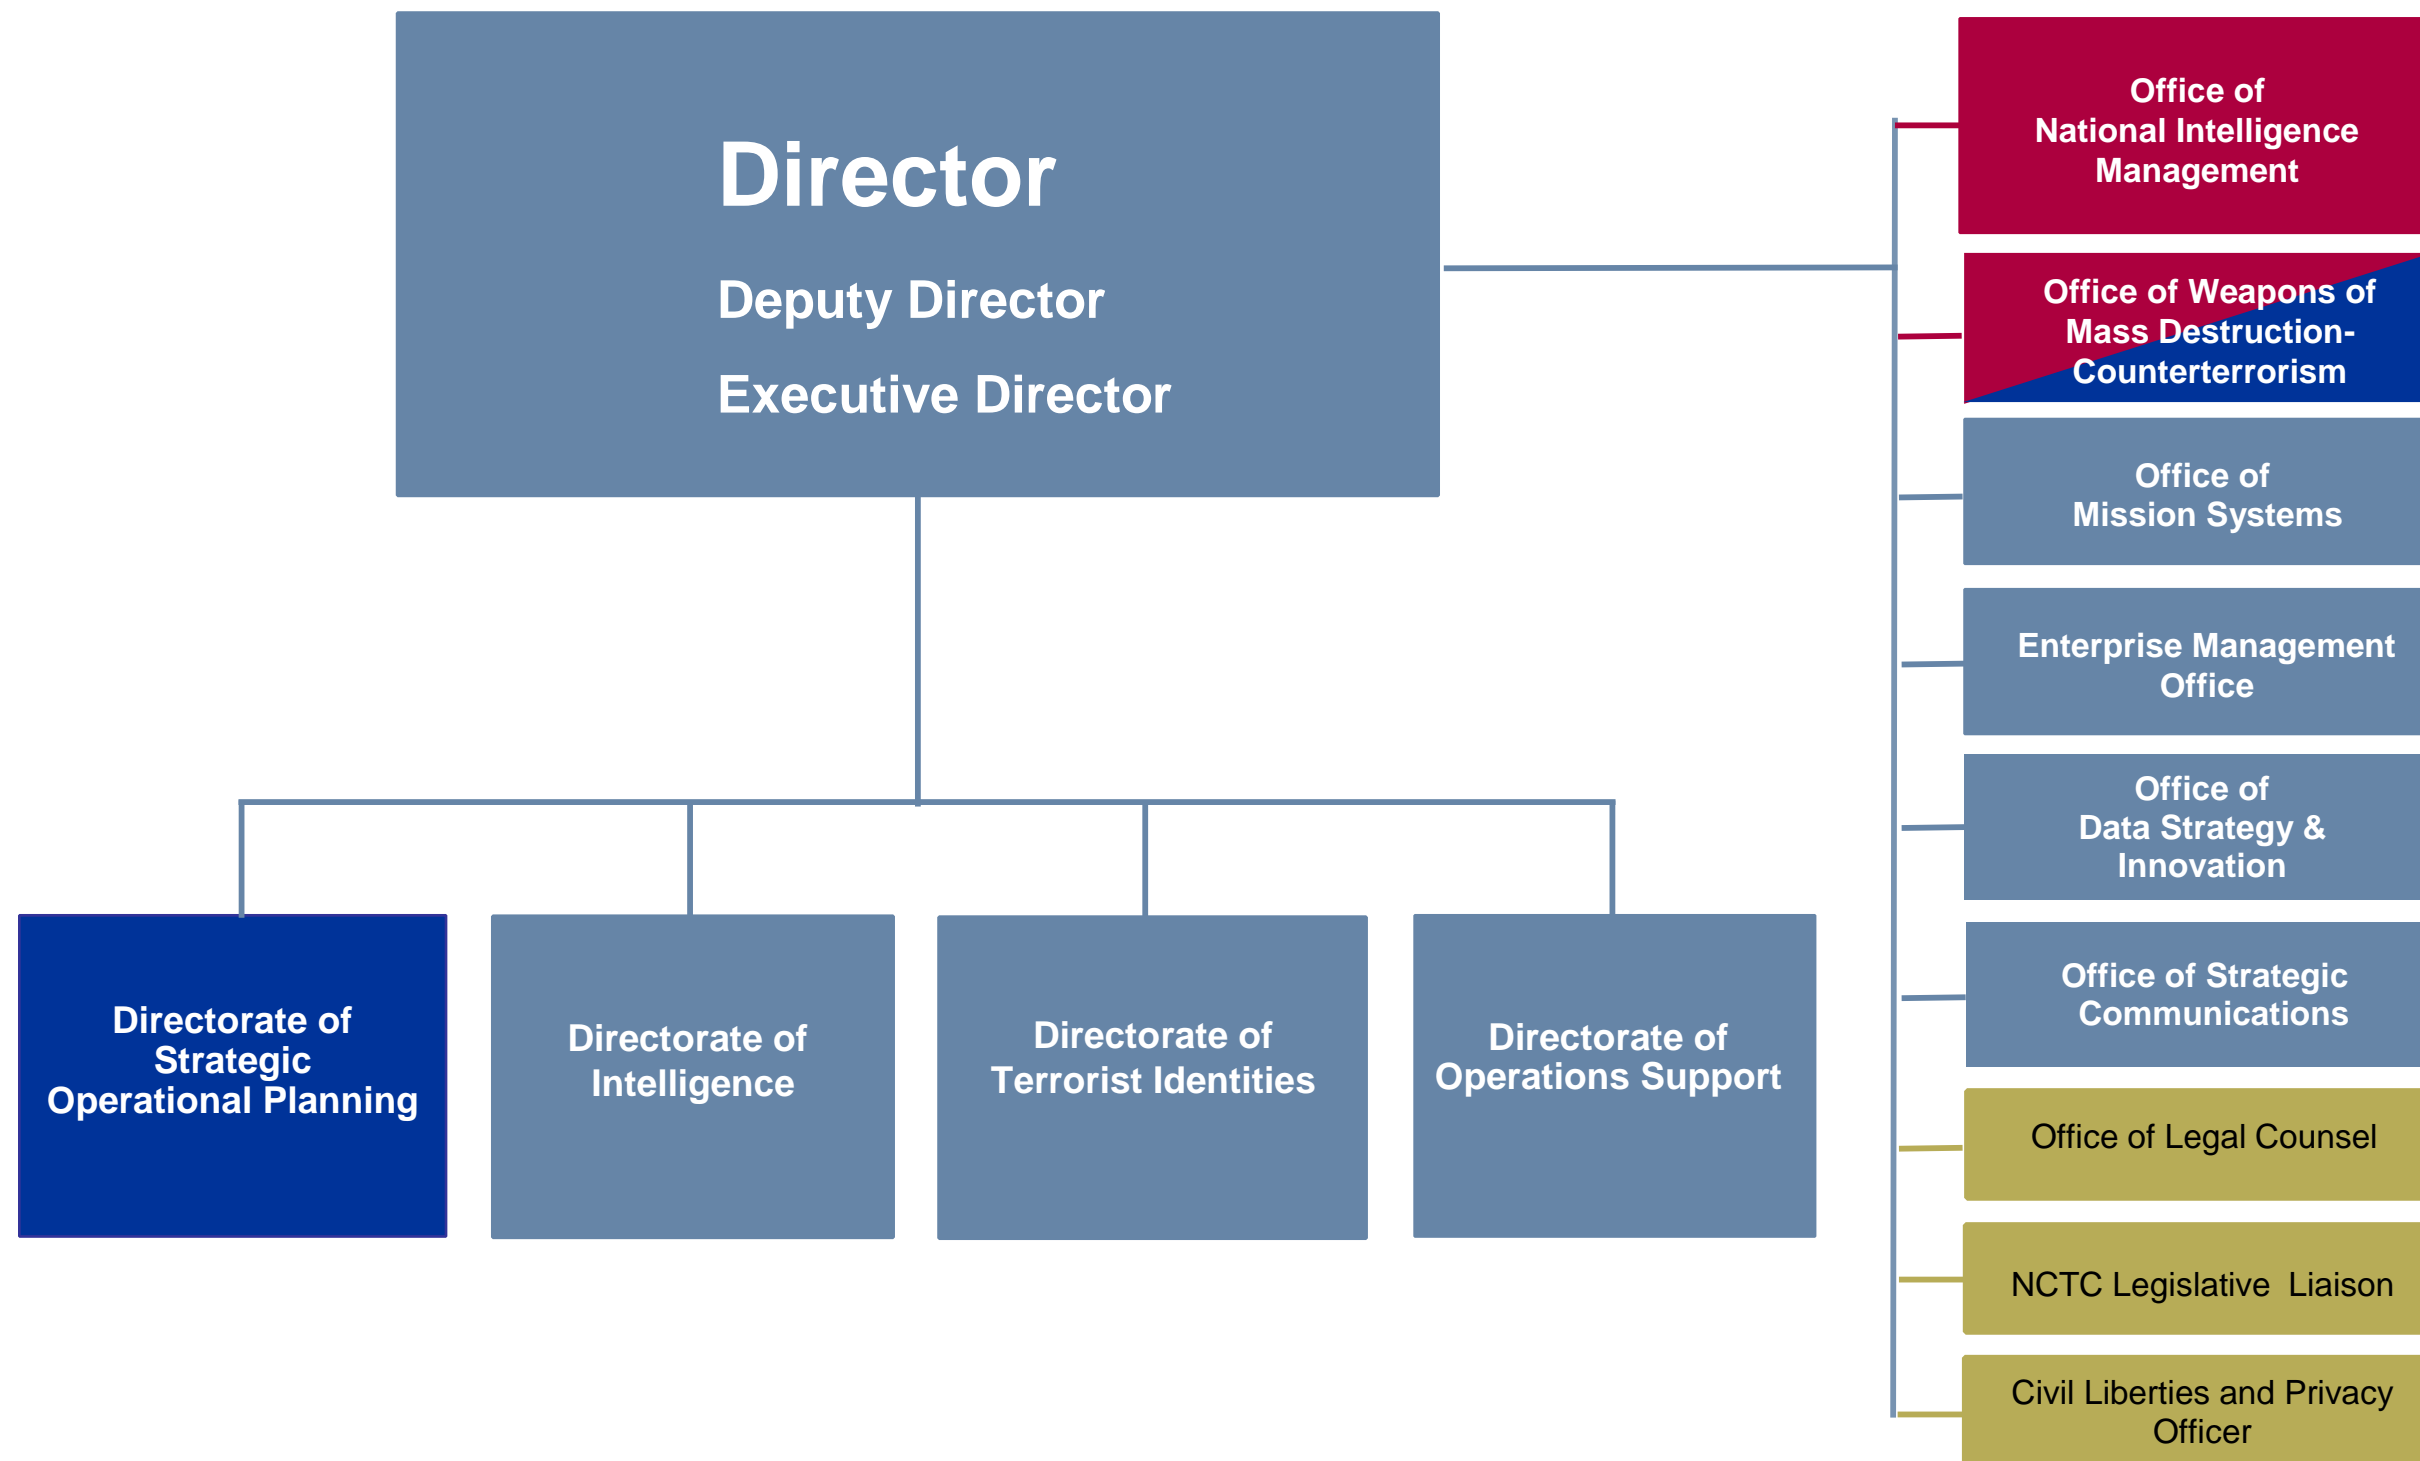 Director
Deputy Director
Executive Director
Office of
National Intelligence
Management
Office of Weapons of
Mass Destruction-
Counterterrorism
Office of
Mission Systems
Enterprise Management
Office
Office of
Data Strategy &
Innovation
Office of Strategic
Communications
Office of Legal Counsel
NCTC Legislative  Liaison
Civil Liberties and Privacy
Officer
Directorate of
Strategic
Operational Planning
Directorate of
Intelligence
Directorate of
Terrorist Identities
Directorate of
Operations Support